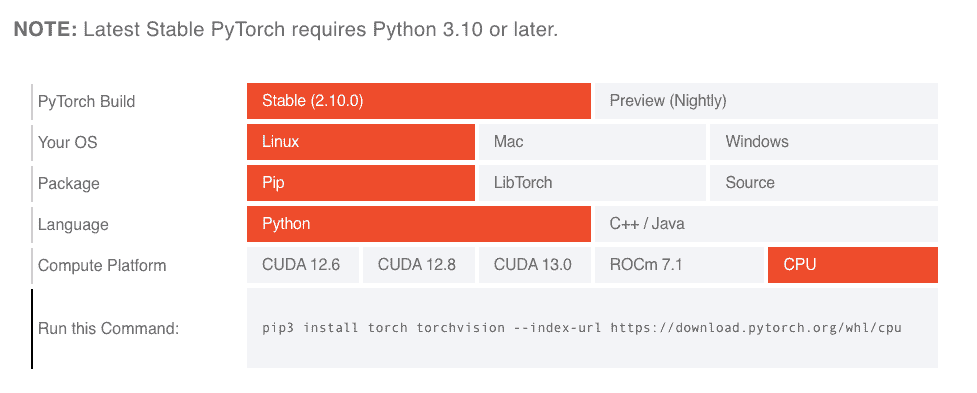 NOTE: Latest Stable PyTorch requires Python 3.10 or later.
PyTorch Build Stable (2.10.0) Preview (Nightly)
Your OS Linux Mac Windows
Package Pip LibTorch Source
Language Python C++ / Java
Compute Platform CUDA 12.6 CUDA 12.8 CUDA 13.0 ROCm 7.1 CPU
Run this Command: pip3 install torch torchvision --index-url https://download.pytorch.org/whl/cpu